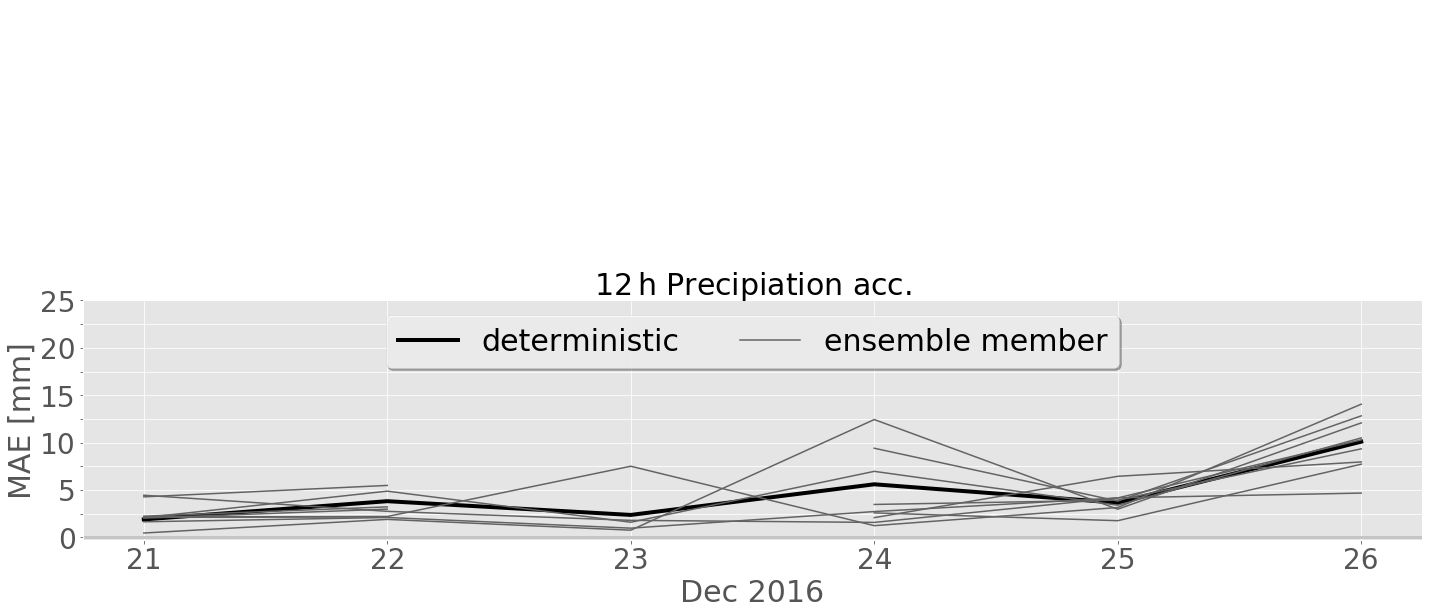 12 h Precipiation acc.
deterministic
ensemble member
MAE [mm]
25
20
15
10
5
0
21 22 23 24 25 26
Dec 2016